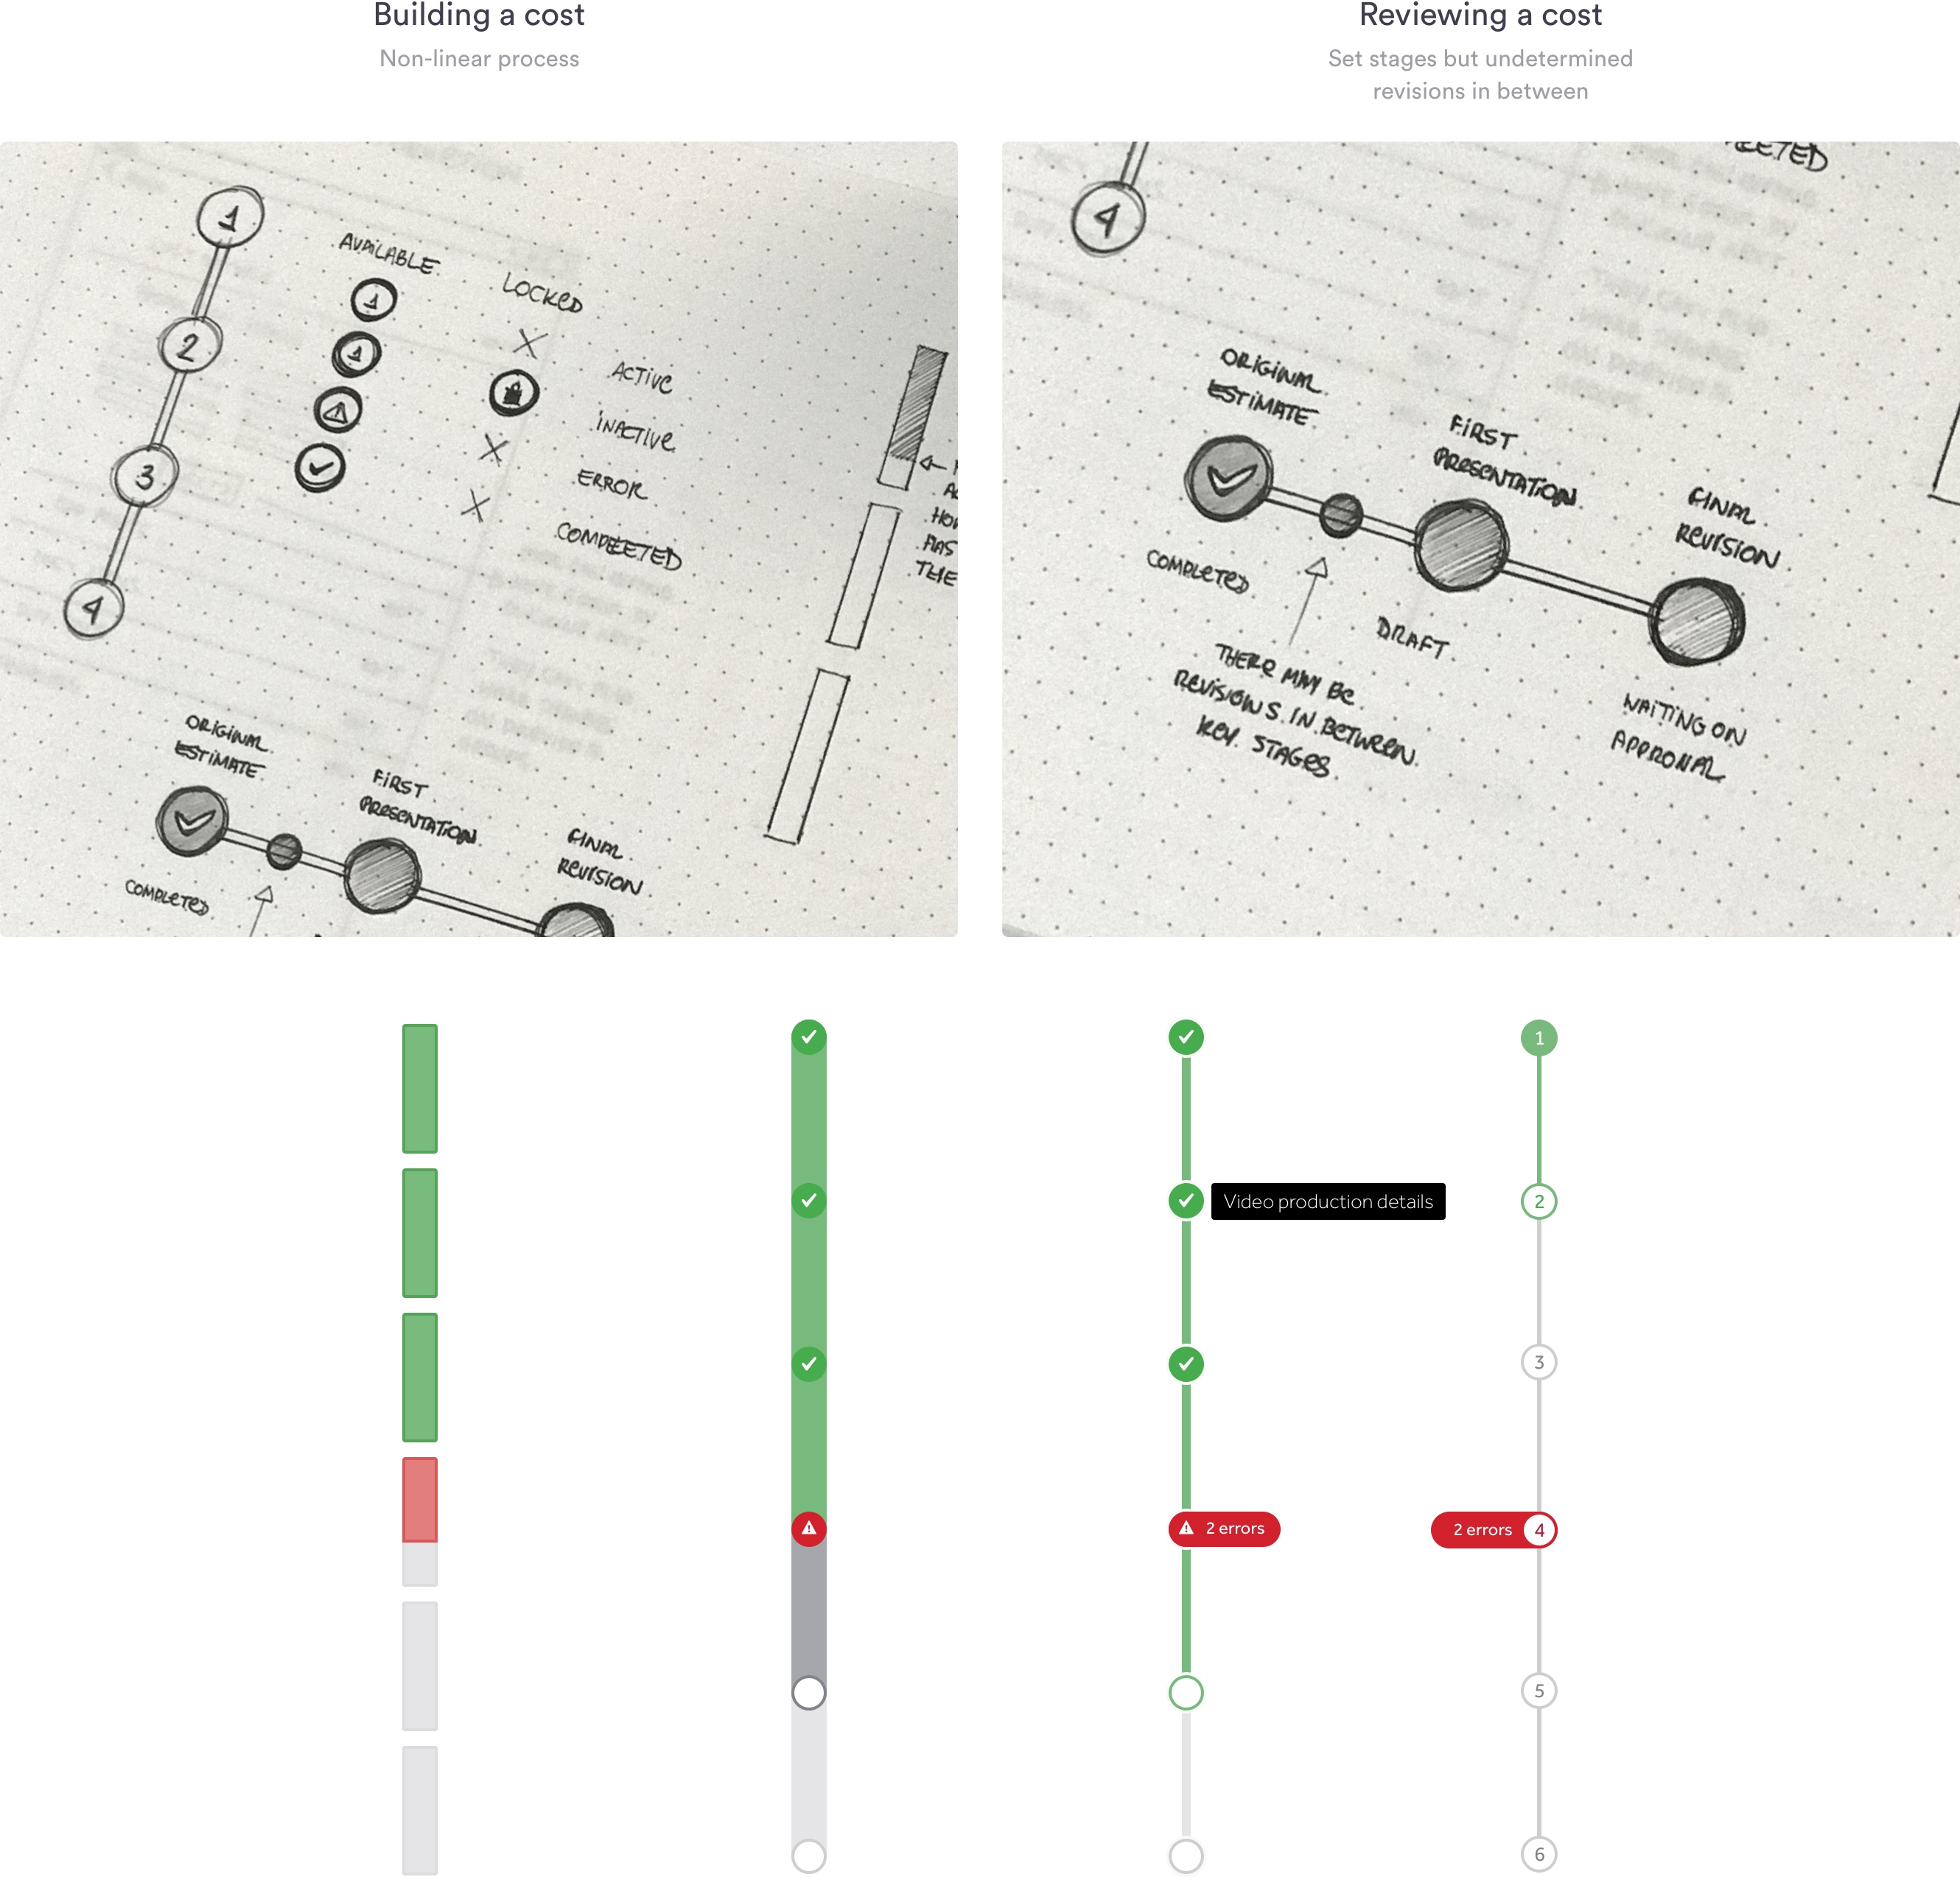 Building a cost
Non-linear process
Reviewing a cost
Set stages but undetermined
revisions in between
1
2
3
4
AVAILABLE
1
1
LOCKED
ACTIVE
INACTIVE
ERROR
COMPLETED
THE
ORIGINAL
ESTIMATE
FIRST
PRESENTATION
FINAL
REVISION
COMPLETED
4
ORIGINAL
ESTIMATE
FIRST
PRESENTATION
FINAL
REVISION
COMPLETED
DRAFT
THERE MAY BE
REVISIONS IN BETWEEN
KEY STAGES
WAITING ON
APPROVAL
Video production details
2 errors
1
2
3
2 errors 4
5
6